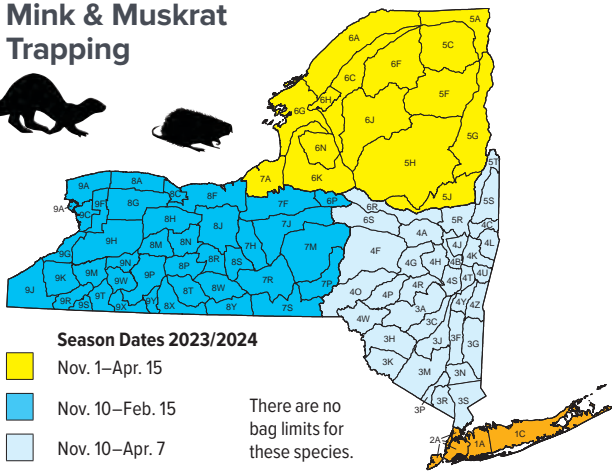 Mink & Muskrat
Trapping
5A
6A
5C
6C
6F
5F
6H
6G
6J
5G
6N
5H
5T
7A
6K
5J
5S
9A
8A
8C
8F
7F
6P
6R
9A
9F
8G
9C
6S
5R
4C
8H
8J
7J
4A
4L
9H
8M
8N
7H
7M
4F
4J
9G
9N
8R
8S
4G
4H
4B
4K
9K
9M
9W
9P
8P
7R
7P
4R
4S
4T
4U
9J
9T
8T
8W
4O
4P
9R
9S
9X
9Y
8X
8Y
7S
3A
4Y
4Z
4W
3C
3H
3J
3F
3G
3K
3M
3N
3P
3R
3S
2A
1A
1C
Season Dates 2023/2024
Nov. 1–Apr. 15
Nov. 10–Feb. 15
Nov. 10–Apr. 7
There are no
bag limits for
these species.